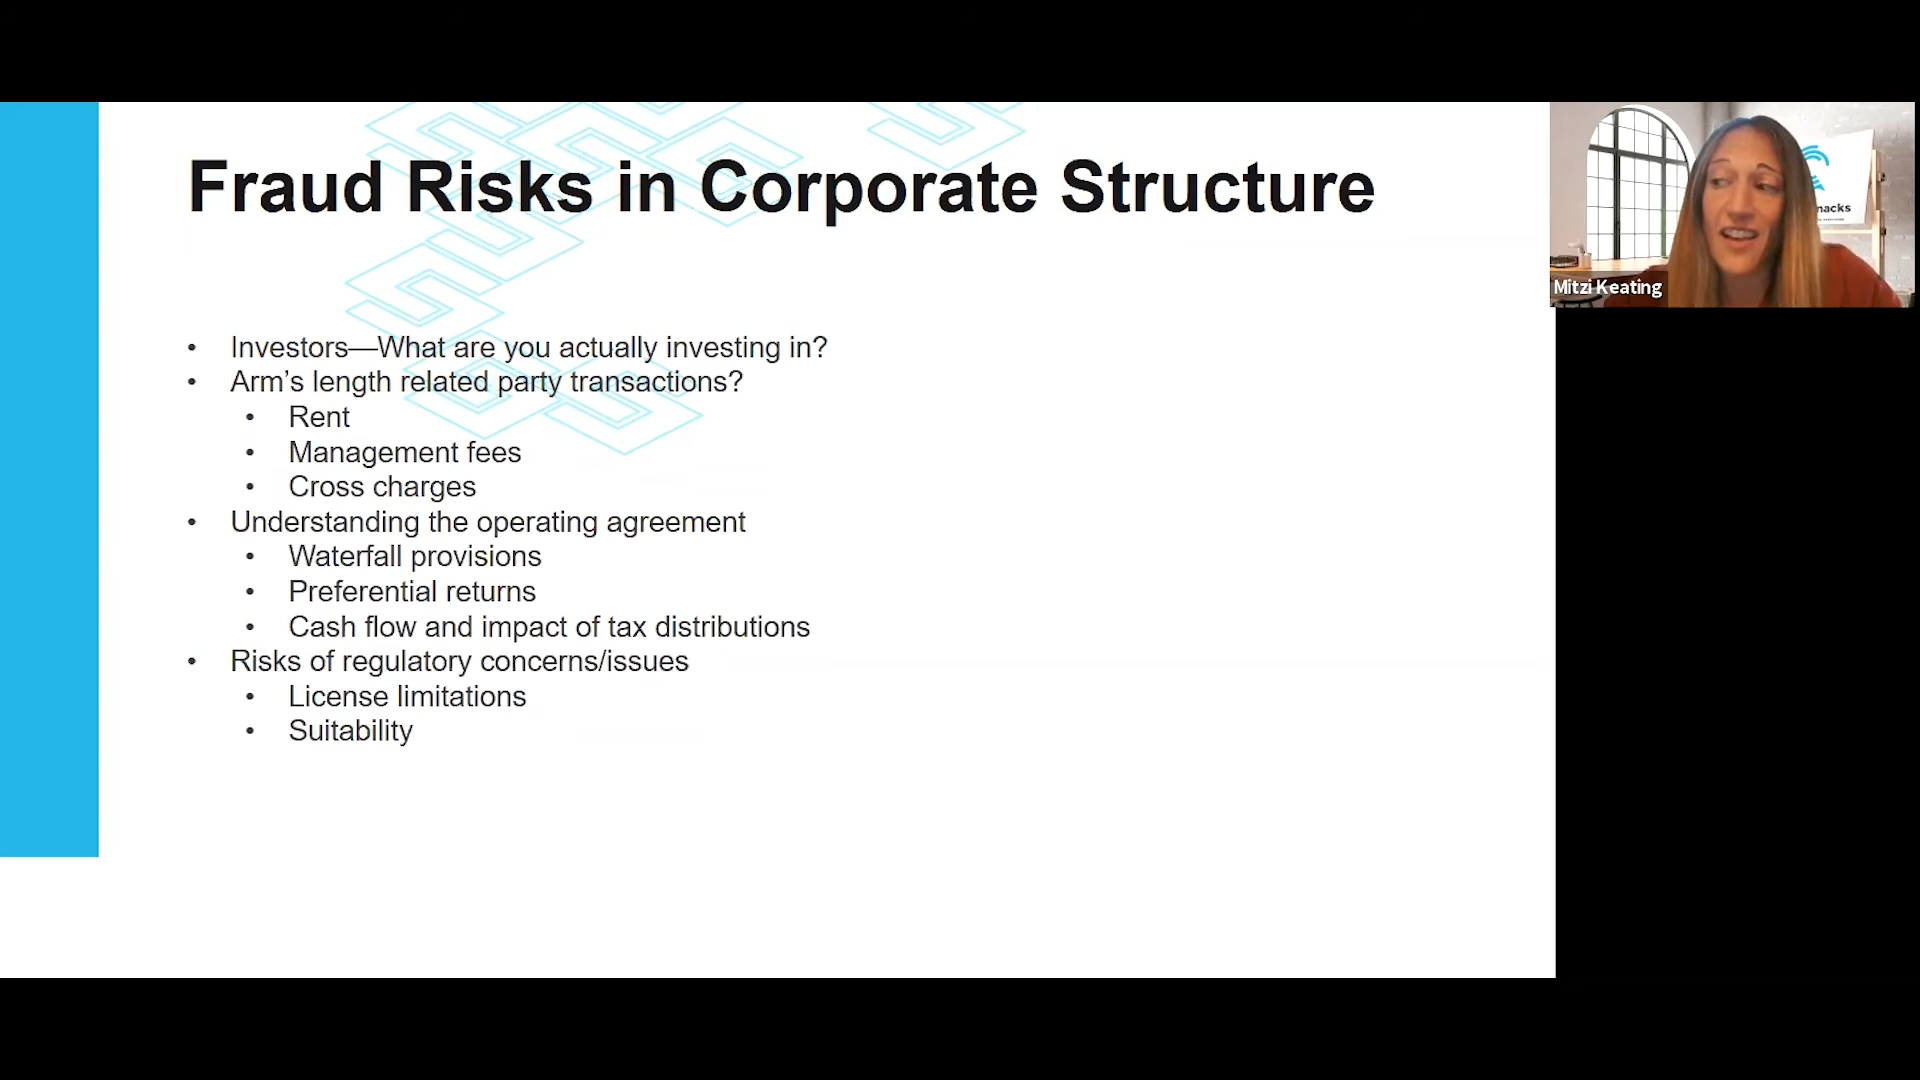 Fraud Risks in Corporate Structure
• Investors—What are you actually investing in?
• Arm’s length related party transactions?
• Rent
• Management fees
• Cross charges
• Understanding the operating agreement
• Waterfall provisions
• Preferential returns
• Cash flow and impact of tax distributions
• Risks of regulatory concerns/issues
• License limitations
• Suitability
Mitzi Keating
nacks